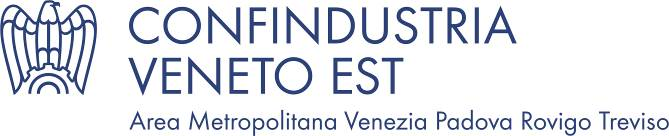 CONFINDUSTRIA
VENETO EST
Area Metropolitana Venezia Padova Rovigo Treviso